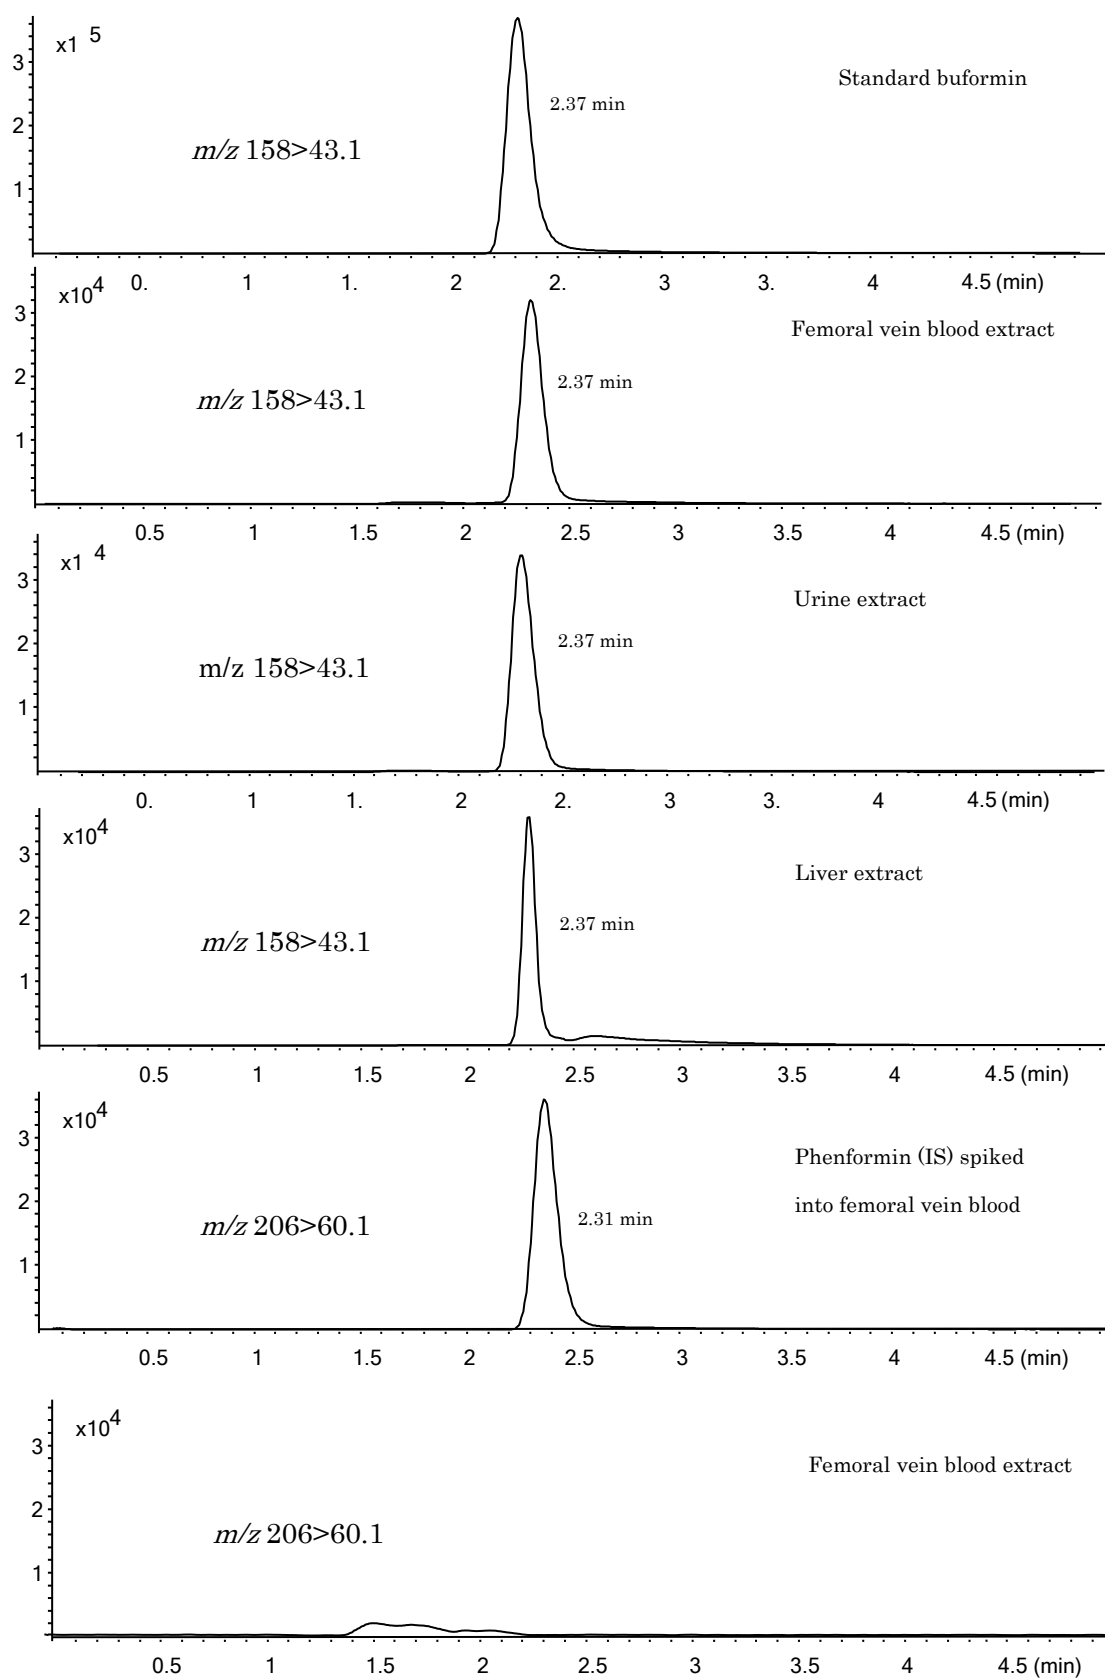 x1 5
3
2
1
Standard buformin
2.37 min
m/z 158>43.1
0. 1 1. 2 2. 3 3. 4 4.5 (min)
x10⁴
3
2
1
Femoral vein blood extract
2.37 min
m/z 158>43.1
0.5 1 1.5 2 2.5 3 3.5 4 4.5 (min)
x1 4
3
2
1
Urine extract
2.37 min
m/z 158>43.1
0. 1 1. 2 2. 3 3. 4 4.5 (min)
x10⁴
3
2
1
Liver extract
2.37 min
m/z 158>43.1
0.5 1 1.5 2 2.5 3 3.5 4 4.5 (min)
x10⁴
3
2
1
Phenformin (IS) spiked
into femoral vein blood
2.31 min
m/z 206>60.1
0.5 1 1.5 2 2.5 3 3.5 4 4.5 (min)
x10⁴
3
2
1
Femoral vein blood extract
m/z 206>60.1
0.5 1 1.5 2 2.5 3 3.5 4 4.5 (min)